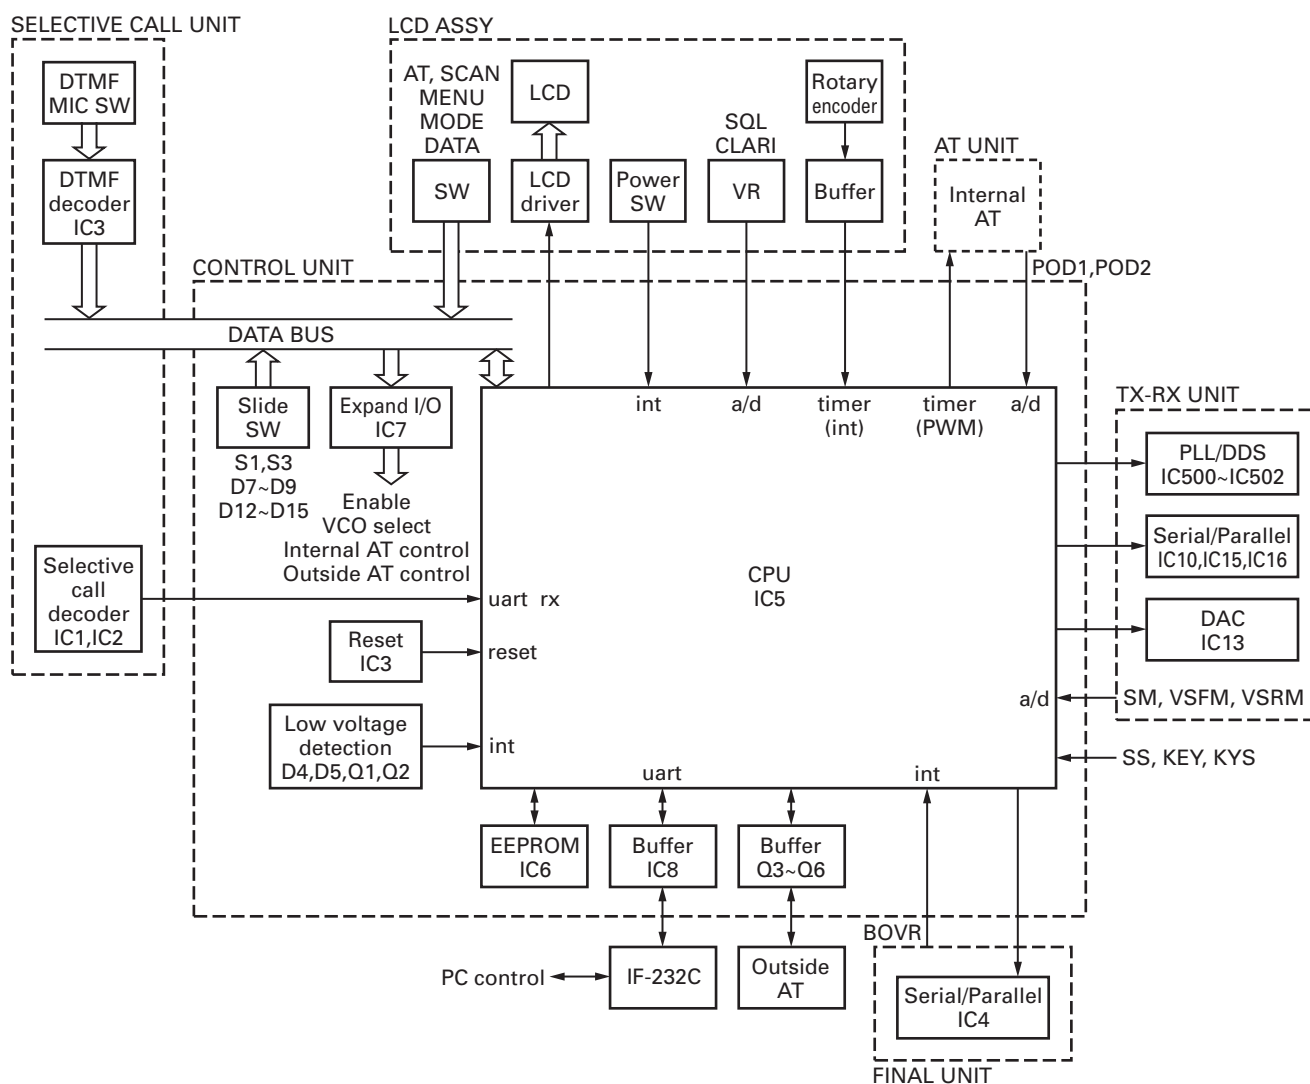 SELECTIVE CALL UNIT
DTMF
MIC SW
DTMF
decoder
IC3
LCD ASSY
AT, SCAN
MENU
MODE
DATA
SW
LCD
LCD
driver
Power
SW
SQL
CLARI
VR
Rotary
encoder
Buffer
AT UNIT
Internal
AT
POD1,POD2
CONTROL UNIT
DATA BUS
Slide
SW
S1,S3
D7~D9
D12~D15
Expand I/O
IC7
Enable
VCO select
Internal AT control
Outside AT control
int
a/d
timer
(int)
timer
(PWM)
a/d
TX-RX UNIT
PLL/DDS
IC500~IC502
Serial/Parallel
IC10,IC15,IC16
DAC
IC13
a/d
SM, VSFM, VSRM
SS, KEY, KYS
CPU
IC5
Selective
call
decoder
IC1,IC2
uart rx
Reset
IC3
reset
Low voltage
detection
D4,D5,Q1,Q2
int
uart
int
EEPROM
IC6
Buffer
IC8
Buffer
Q3~Q6
PC control
IF-232C
Outside
AT
BOVR
Serial/Parallel
IC4
FINAL UNIT